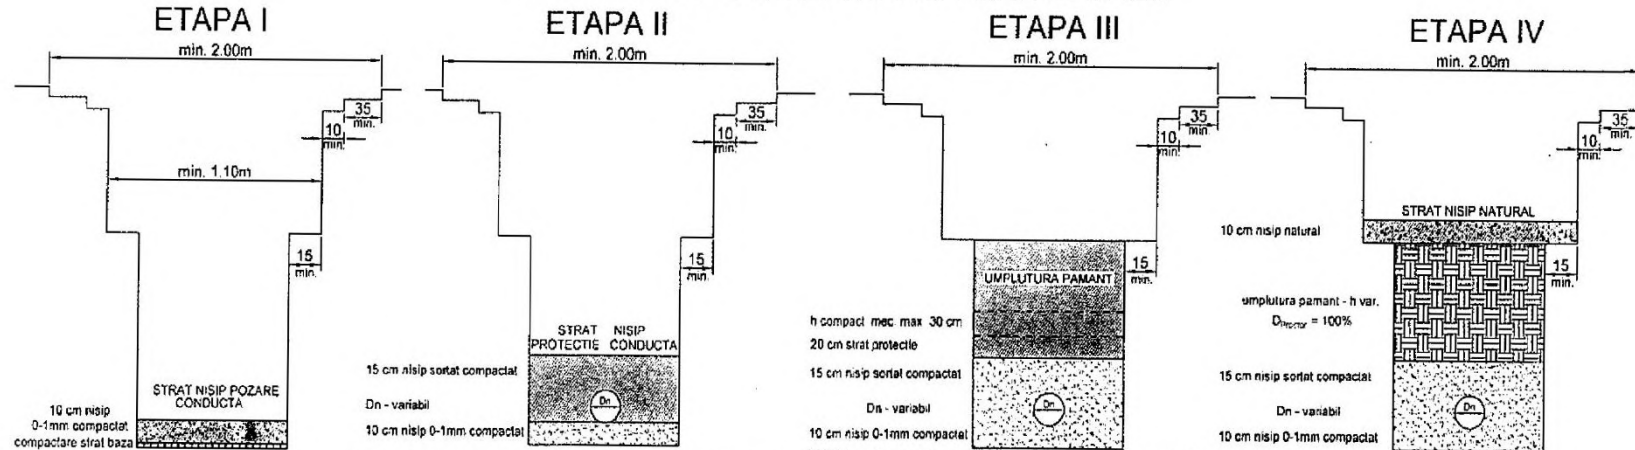 ETAPA I
min. 2.00m
35
min.
10
min.
min. 1.10m
15
min.
STRAT NISIP POZARE
CONDUCTA
10 cm nisip
0-1mm compactat
compactare strat baza
ETAPA II
min. 2.00m
35
min.
10
min.
15
min.
STRAT NISIP
PROTECTIE CONDUCTA
15 cm nisip sortat compactat
Dn - variabil
Dn
10 cm nisip 0-1mm compactat
ETAPA III
min. 2.00m
35
min.
10
min.
15
min.
UMPLUTURA PAMANT
h compact mec. max 30 cm
20 cm strat protectie
15 cm nisip sortat compactat
Dn - variabil
Dn
10 cm nisip 0-1mm compactat
ETAPA IV
min. 2.00m
35
min.
10
min.
STRAT NISIP NATURAL
10 cm nisip natural
15
min.
umplutura pamant - h var.
DProctor = 100%
15 cm nisip sortat compactat
Dn - variabil
Dn
10 cm nisip 0-1mm compactat